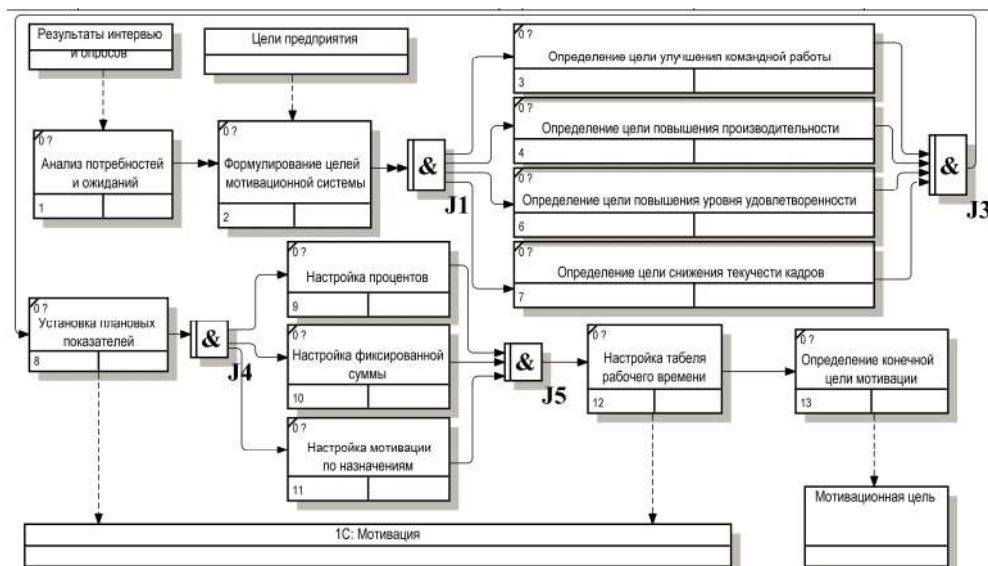 Результаты интервью
и опросов
Цели предприятия
0 ?
Анализ потребностей
и ожиданий
1
0 ?
Формулирование целей
мотивационной системы
2
&
J1
0 ?
Определение цели улучшения командной работы
3
0 ?
Определение цели повышения производительности
4
0 ?
Определение цели повышения уровня удовлетворенности
6
0 ?
Определение цели снижения текучести кадров
7
&
J3
0 ?
Установка плановых
показателей
8
&
J4
0 ?
Настройка процентов
9
0 ?
Настройка фиксированной
суммы
10
0 ?
Настройка мотивации
по назначениям
11
&
J5
0 ?
Настройка табеля
рабочего времени
12
0 ?
Определение конечной
цели мотивации
13
1С: Мотивация
Мотивационная цель